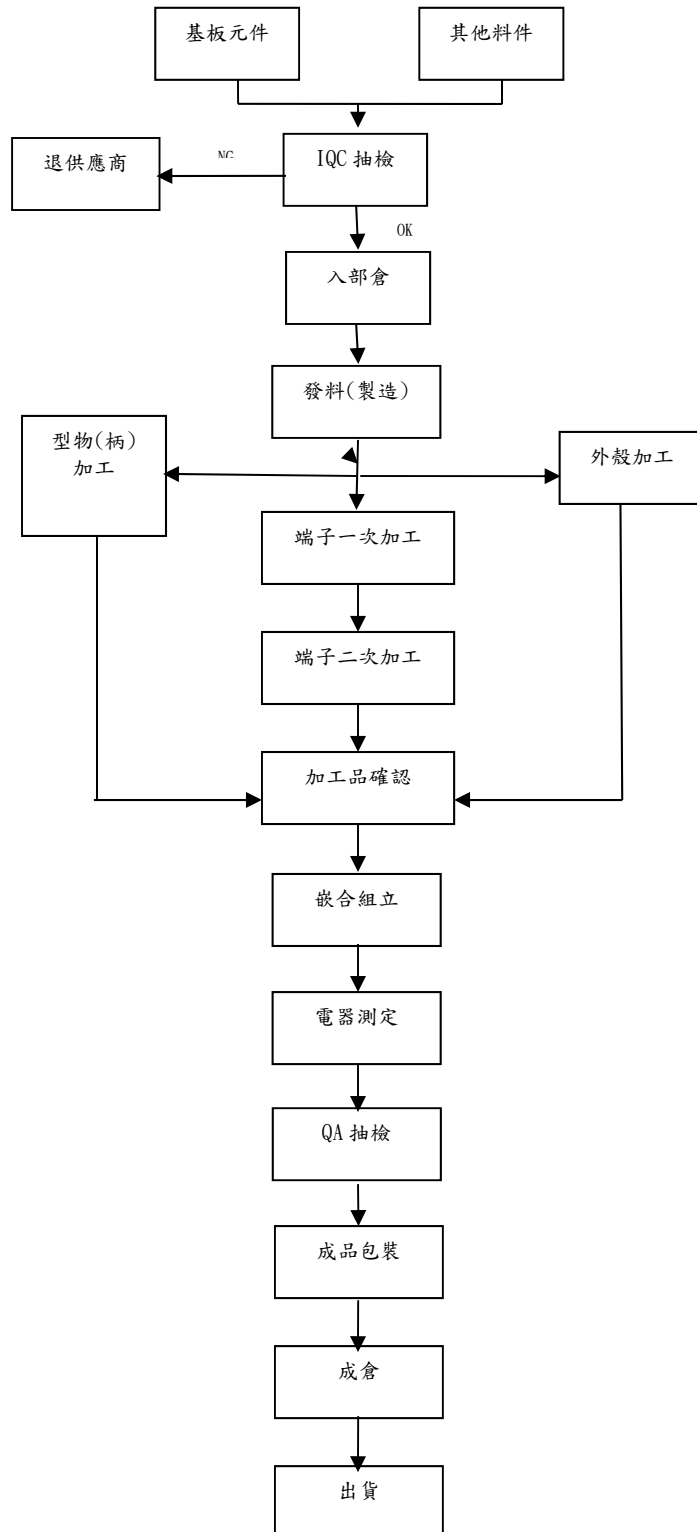 基板元件
其他料件
退供應商
NG
IQC 抽檢
OK
入部倉
發料(製造)
型物(柄)
加工
外殼加工
端子一次加工
端子二次加工
加工品確認
嵌合組立
電器測定
QA 抽檢
成品包裝
成倉
出貨